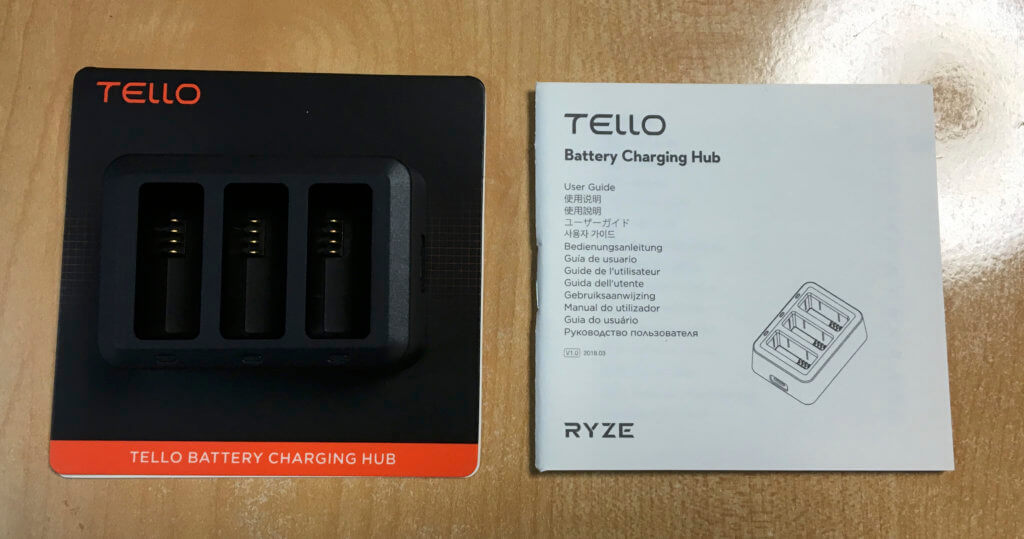 TELLO
TELLO BATTERY CHARGING HUB
TELLO
Battery Charging Hub
User Guide
使用说明
使用說明
ユーザーガイド
사용자 가이드
Bedienungsanleitung
Guía de usuario
Guide de l'utilisateur
Guida dell'utente
Gebruiksaanwijzing
Manual do utilizador
Guia do usuário
Руководство пользователя
V1.0 2018.03
RYZE